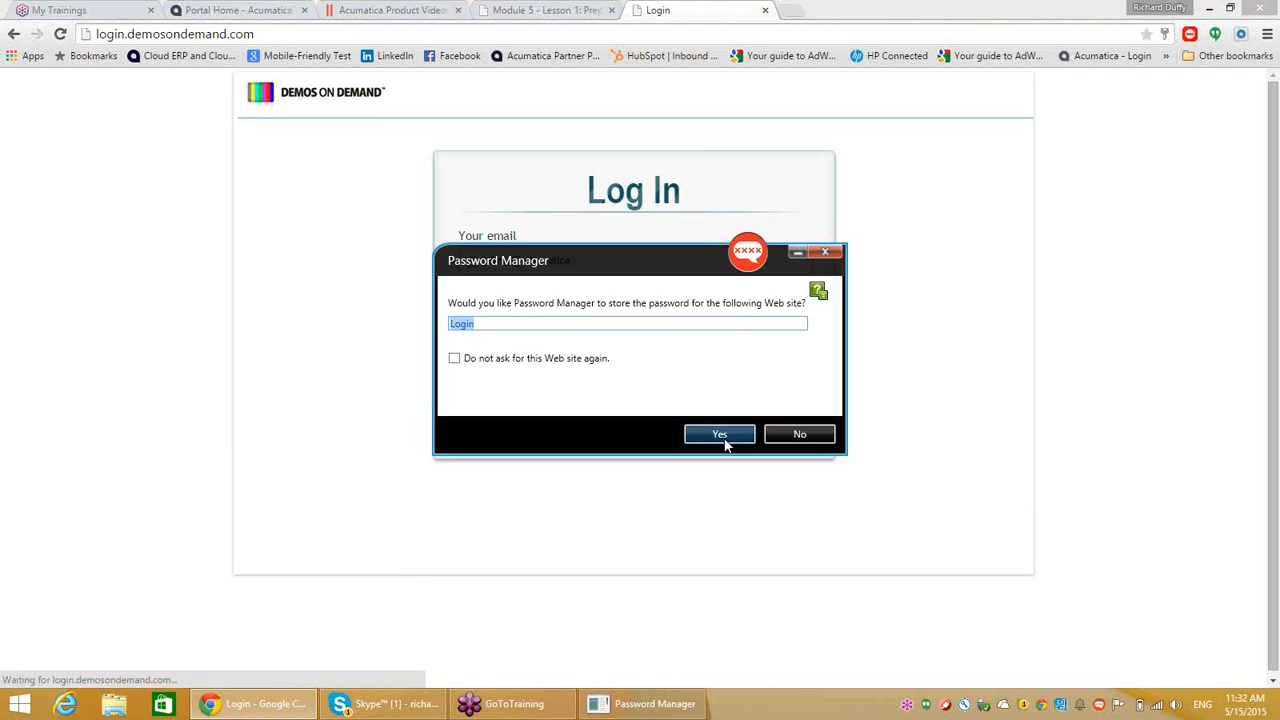 My Trainings
Portal Home - Acumatica
Acumatica Product Video
Module 5 - Lesson 1: Prep
Login
Richard Duffy
login.demosondemand.com
Apps
Bookmarks
Cloud ERP and Clou...
Mobile-Friendly Test
LinkedIn
Facebook
Acumatica Partner P...
HubSpot | Inbound ...
Your guide to AdW...
HP Connected
Your guide to AdW...
Acumatica - Login
»
Other bookmarks
DEMOS ON DEMAND™
Log In
Your email
Password Manager
xxxx
Would you like Password Manager to store the password for the following Web site?
Login
Do not ask for this Web site again.
Yes
No
Waiting for login.demosondemand.com...
Login - Google C...
Skype™ [1] - richa...
GoToTraining
Password Manager
ENG
11:32 AM
5/15/2015